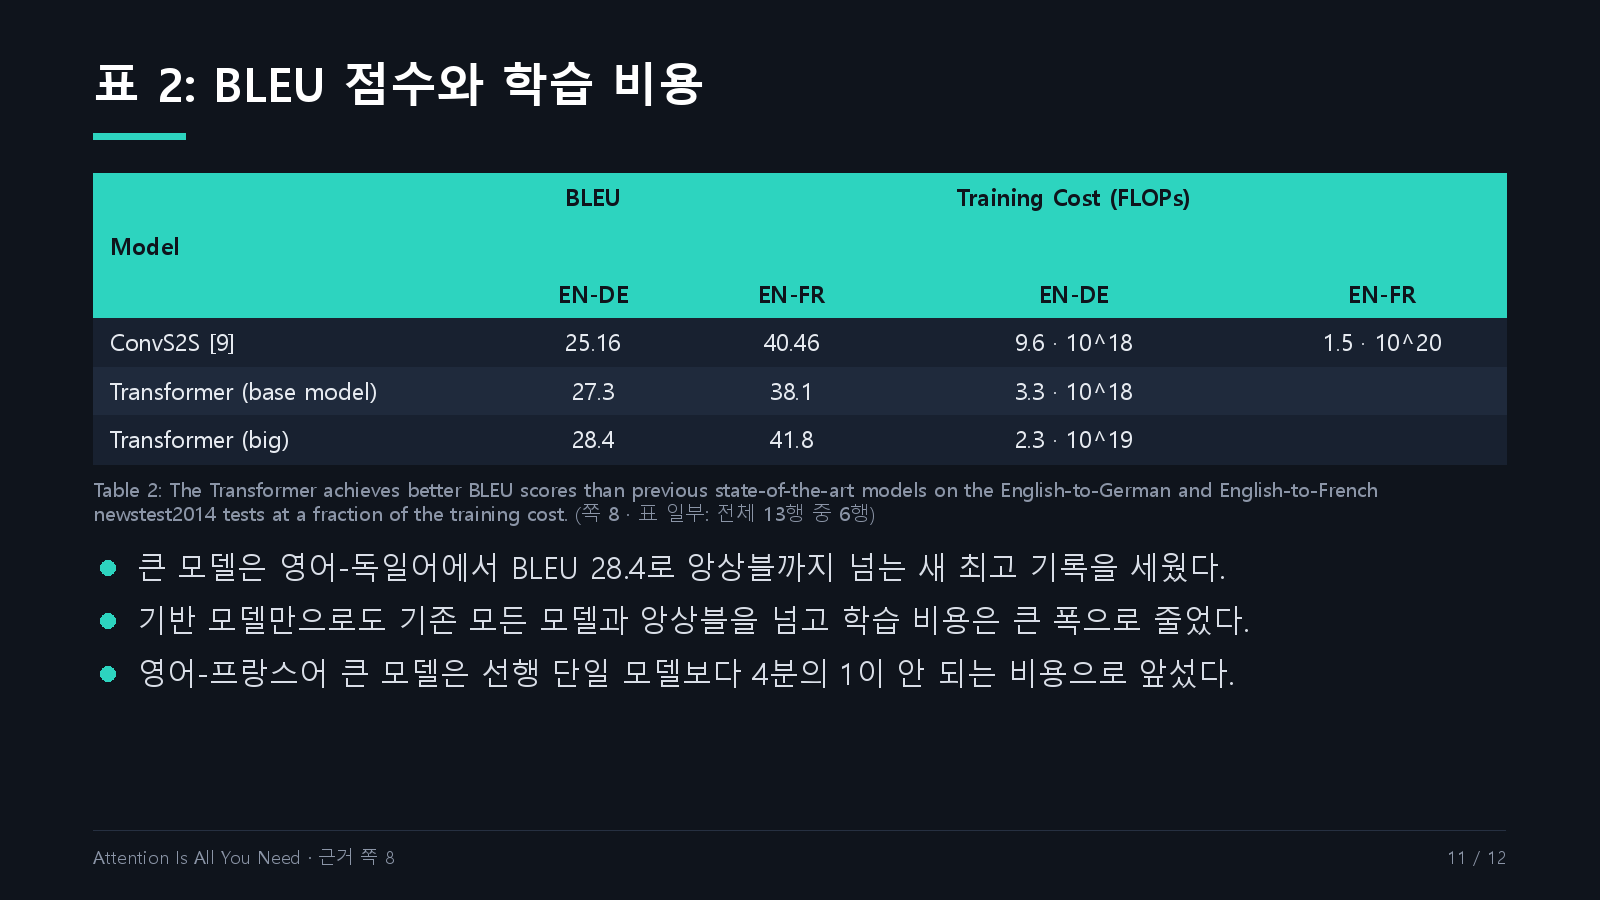 표 2: BLEU 점수와 학습 비용
BLEU Training Cost (FLOPs)
Model
EN-DE EN-FR EN-DE EN-FR
ConvS2S [9] 25.16 40.46 9.6 · 10^18 1.5 · 10^20
Transformer (base model) 27.3 38.1 3.3 · 10^18
Transformer (big) 28.4 41.8 2.3 · 10^19
Table 2: The Transformer achieves better BLEU scores than previous state-of-the-art models on the English-to-German and English-to-French
newstest2014 tests at a fraction of the training cost. (쪽 8 · 표 일부: 전체 13행 중 6행)
큰 모델은 영어-독일어에서 BLEU 28.4로 앙상블까지 넘는 새 최고 기록을 세웠다.
기반 모델만으로도 기존 모든 모델과 앙상블을 넘고 학습 비용은 큰 폭으로 줄었다.
영어-프랑스어 큰 모델은 선행 단일 모델보다 4분의 1이 안 되는 비용으로 앞섰다.
Attention Is All You Need · 근거 쪽 8
11 / 12